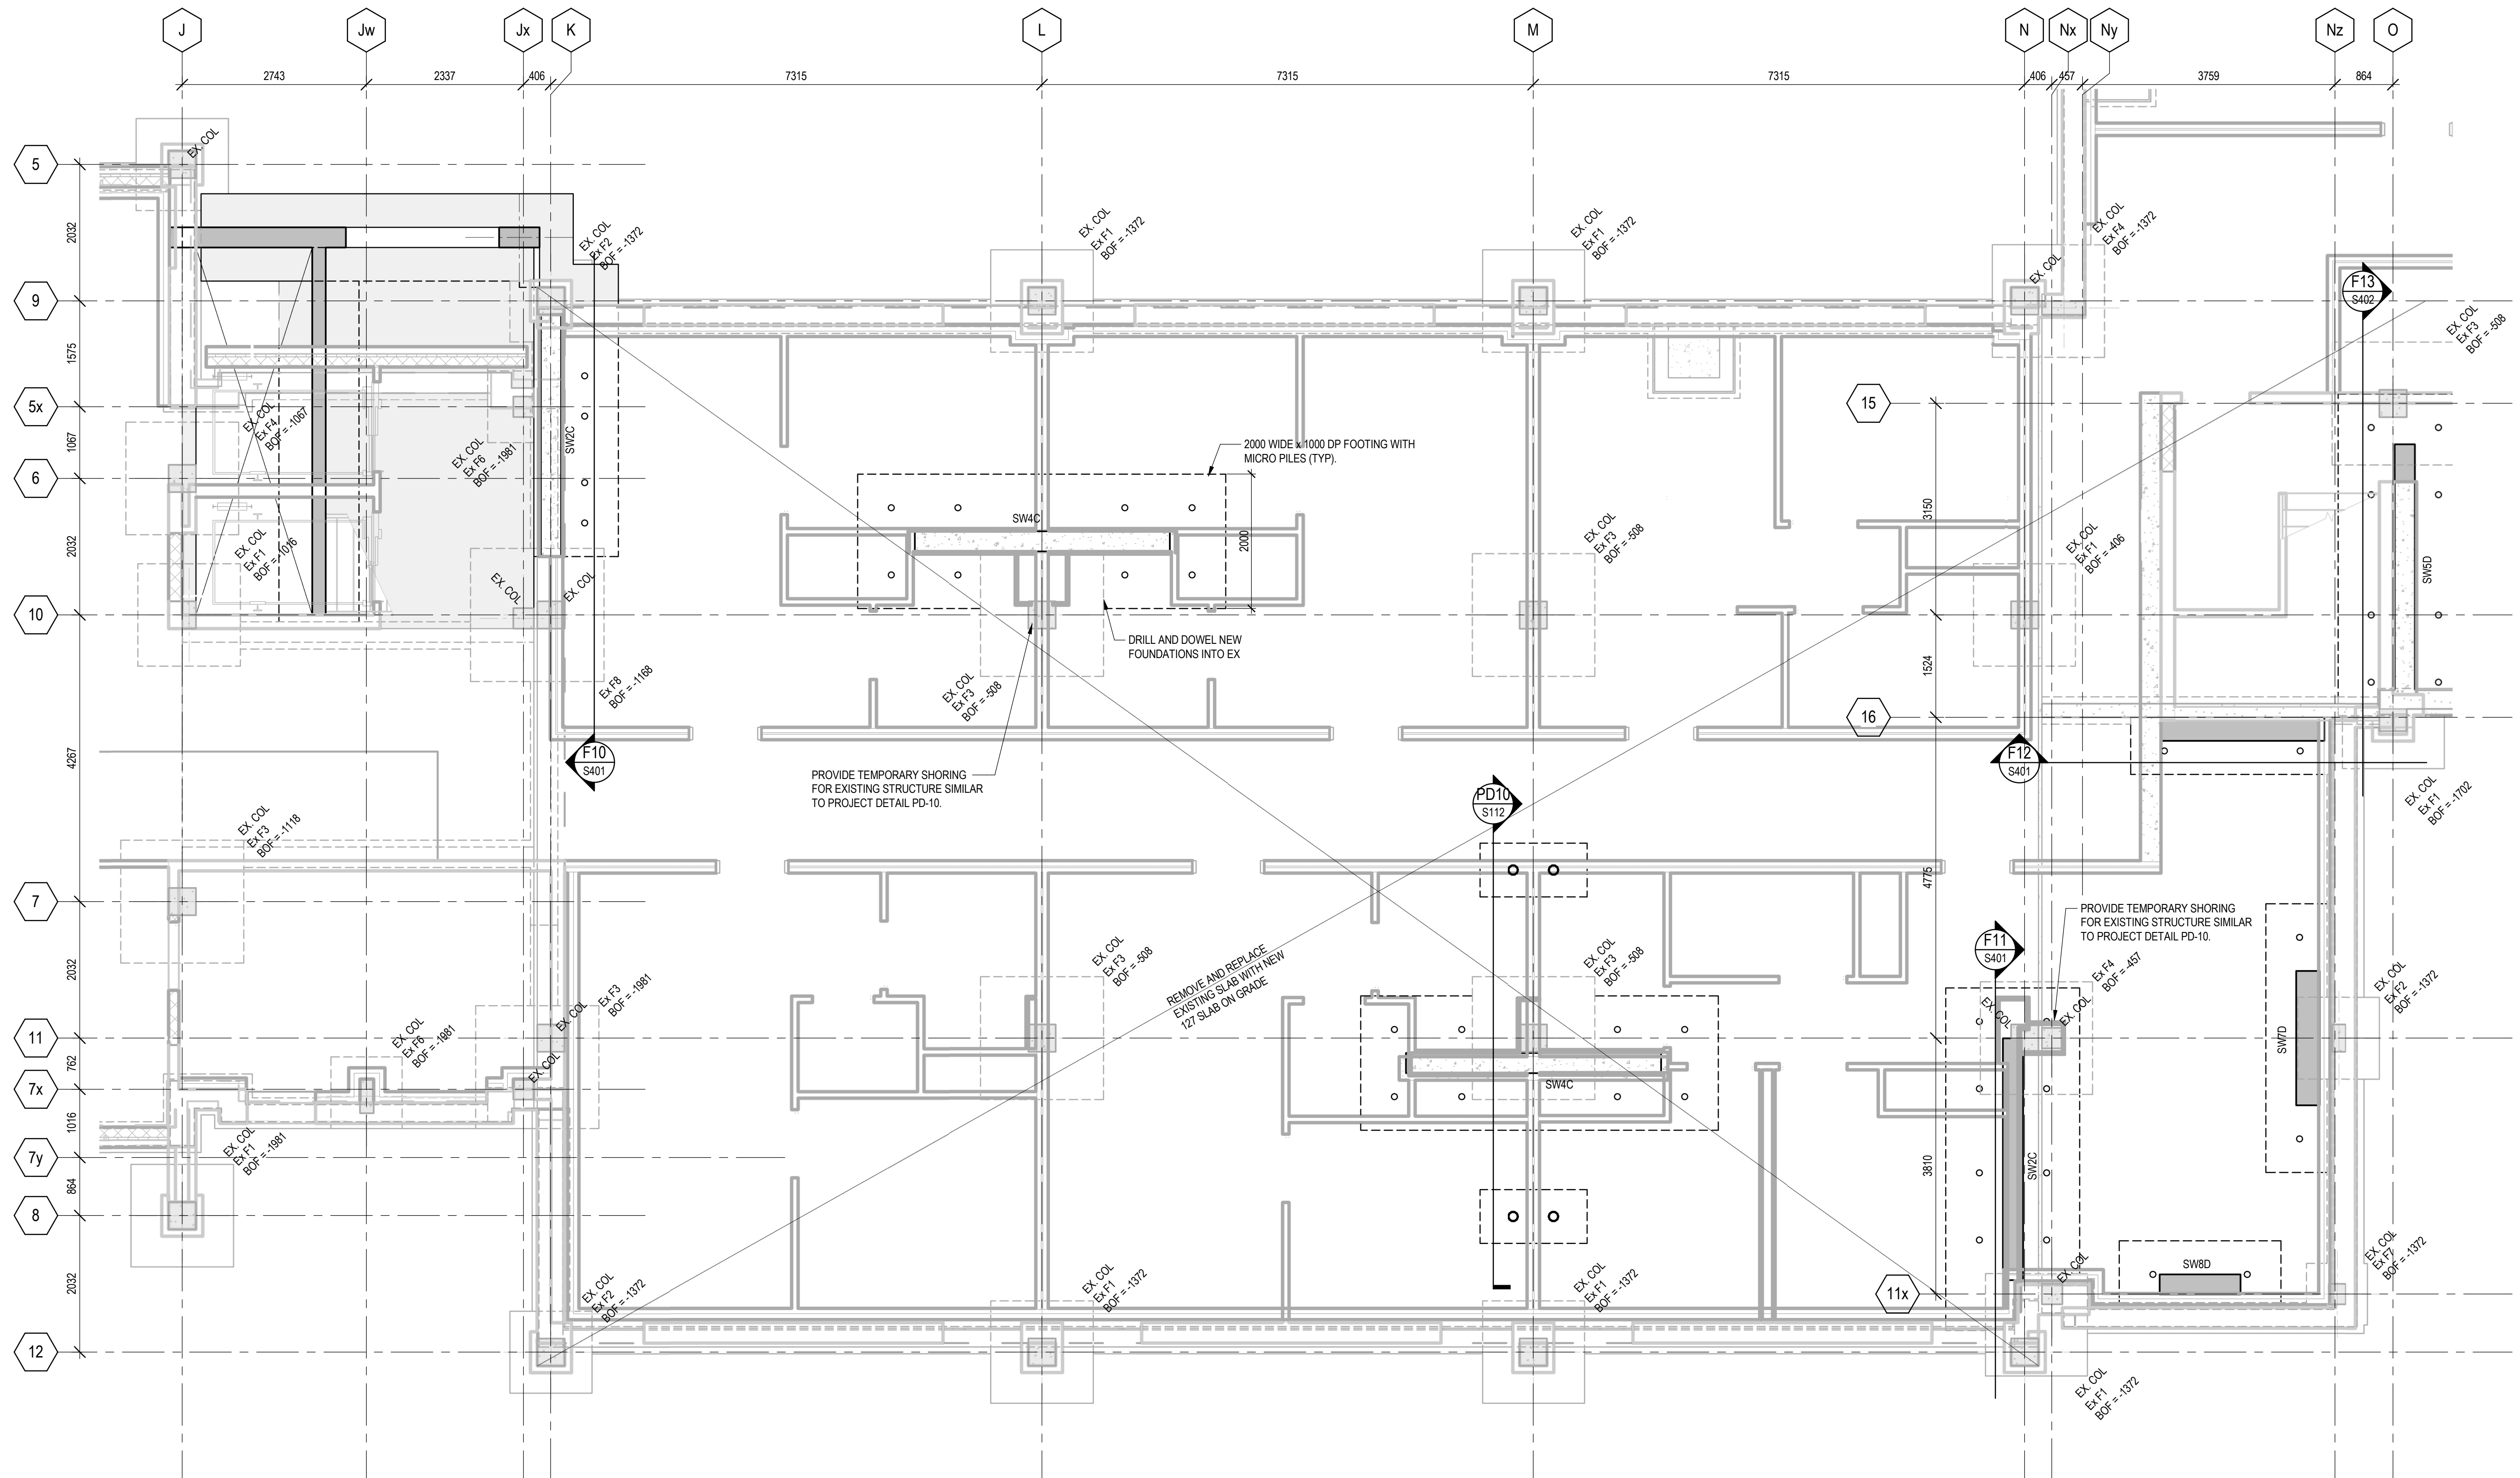 J
Jw
Jx
K
L
M
N
Nx
Ny
Nz
O
2743
2337
406
7315
7315
7315
406
457
3759
864
5
9
5x
6
10
7
11
7x
7y
8
12
2032
1575
1067
2032
4267
2032
762
1016
864
2032
15
16
11x
3150
1524
4775
3810
EX. COL
EX. COL
Ex F2
BOF = -1372
EX. COL
Ex F1
BOF = -1372
EX. COL
Ex F1
BOF = -1372
EX. COL
Ex F4
BOF = -1372
EX. COL
F13
S402
EX. COL
Ex F3
BOF = -508
EX. COL
Ex F4
BOF = -1067
EX. COL
Ex F6
BOF = -1981
SW2C
2000 WIDE x 1000 DP FOOTING WITH
MICRO PILES (TYP).
SW4C
2000
EX. COL
Ex F1
BOF = -1016
EX. COL
EX. COL
EX. COL
Ex F3
BOF = -508
EX. COL
Ex F1
BOF = -406
SW5D
DRILL AND DOWEL NEW
FOUNDATIONS INTO EX
Ex F8
BOF = -1168
EX. COL
Ex F3
BOF = -508
F10
S401
PROVIDE TEMPORARY SHORING
FOR EXISTING STRUCTURE SIMILAR
TO PROJECT DETAIL PD-10.
PD10
S112
F12
S401
EX. COL
Ex F1
BOF = -1702
EX. COL
Ex F3
BOF = -1118
PROVIDE TEMPORARY SHORING
FOR EXISTING STRUCTURE SIMILAR
TO PROJECT DETAIL PD-10.
F11
S401
EX. COL
Ex F3
BOF = -508
REMOVE AND REPLACE
EXISTING SLAB WITH NEW
127 SLAB ON GRADE
EX. COL
Ex F3
BOF = -508
Ex F4
BOF = -457
EX. COL
EX. COL
EX. COL
Ex F2
BOF = -1372
SW7D
Ex F3
BOF = -1981
EX. COL
EX. COL
EX. COL
Ex F6
BOF = -1981
SW4C
EX. COL
Ex F1
BOF = -1981
SW2C
EX. COL
SW8D
EX. COL
Ex F7
BOF = -1372
EX. COL
Ex F2
BOF = -1372
EX. COL
Ex F1
BOF = -1372
EX. COL
Ex F1
BOF = -1372
EX. COL
Ex F1
BOF = -1372